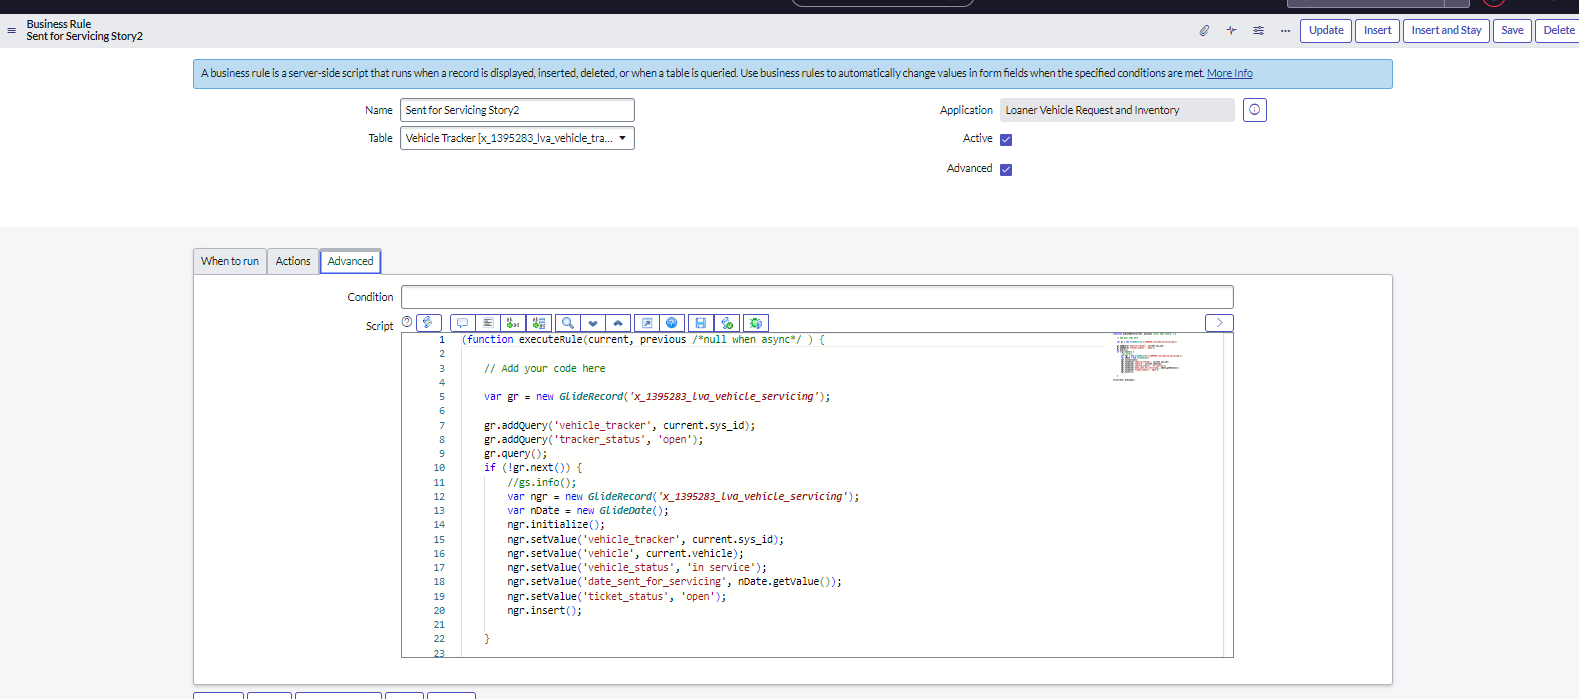 Business Rule
Sent for Servicing Story2
Update
Insert
Insert and Stay
Save
Delete
A business rule is a server-side script that runs when a record is displayed, inserted, deleted, or when a table is queried. Use business rules to automatically change values in form fields when the specified conditions are met. More Info
Name
Sent for Servicing Story2
Application
Loaner Vehicle Request and Inventory
Table
Vehicle Tracker [x_1395283_lva_vehicle_tra...
Active
Advanced
When to run
Actions
Advanced
Condition
Script
1 (function executeRule(current, previous /*null when async*/ ) {
2
3 // Add your code here
4
5 var gr = new GlideRecord('x_1395283_lva_vehicle_servicing');
6
7 gr.addQuery('vehicle_tracker', current.sys_id);
8 gr.addQuery('tracker_status', 'open');
9 gr.query();
10 if (!gr.next()) {
11 //gs.info();
12 var ngr = new GlideRecord('x_1395283_lva_vehicle_servicing');
13 var nDate = new GlideDate();
14 ngr.initialize();
15 ngr.setValue('vehicle_tracker', current.sys_id);
16 ngr.setValue('vehicle', current.vehicle);
17 ngr.setValue('vehicle_status', 'in service');
18 ngr.setValue('date_sent_for_servicing', nDate.getValue());
19 ngr.setValue('ticket_status', 'open');
20 ngr.insert();
21
22 }
23